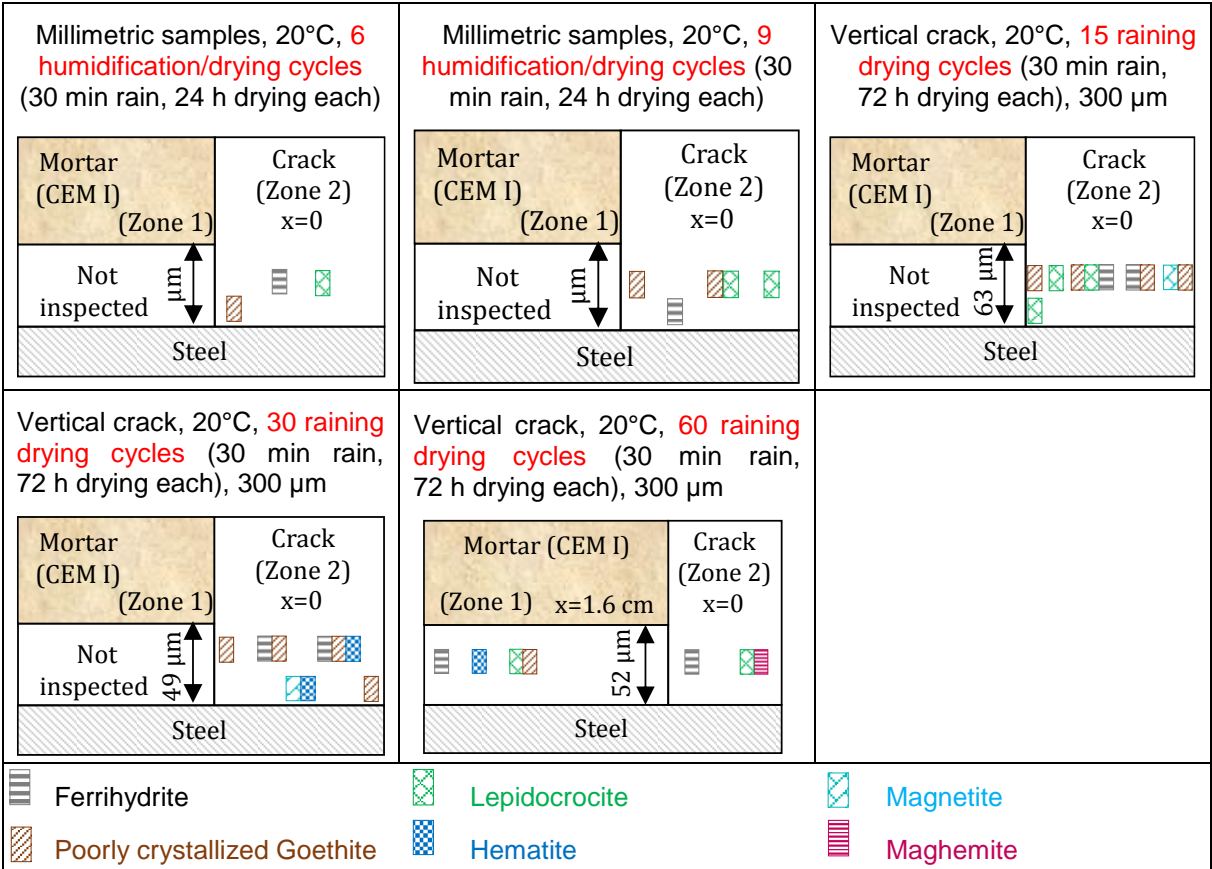 Millimetric samples, 20°C, 6
humidification/drying cycles
(30 min rain, 24 h drying each)
Mortar
(CEM I)
(Zone 1)
Crack
(Zone 2)
x=0
Not
inspected
µm
Steel
Millimetric samples, 20°C, 9
humidification/drying cycles (30
min rain, 24 h drying each)
Mortar
(CEM I)
(Zone 1)
Crack
(Zone 2)
x=0
Not
inspected
µm
Steel
Vertical crack, 20°C, 15 raining
drying cycles (30 min rain,
72 h drying each), 300 µm
Mortar
(CEM I)
(Zone 1)
Crack
(Zone 2)
x=0
Not
inspected
63 µm
Steel
Vertical crack, 20°C, 30 raining
drying cycles (30 min rain,
72 h drying each), 300 µm
Mortar
(CEM I)
(Zone 1)
Crack
(Zone 2)
x=0
Not
inspected
49 µm
Steel
Vertical crack, 20°C, 60 raining
drying cycles (30 min rain,
72 h drying each), 300 µm
Mortar (CEM I)
(Zone 1) x=1.6 cm
Crack
(Zone 2)
x=0
52 µm
Steel
Ferrihydrite
Lepidocrocite
Magnetite
Poorly crystallized Goethite
Hematite
Maghemite